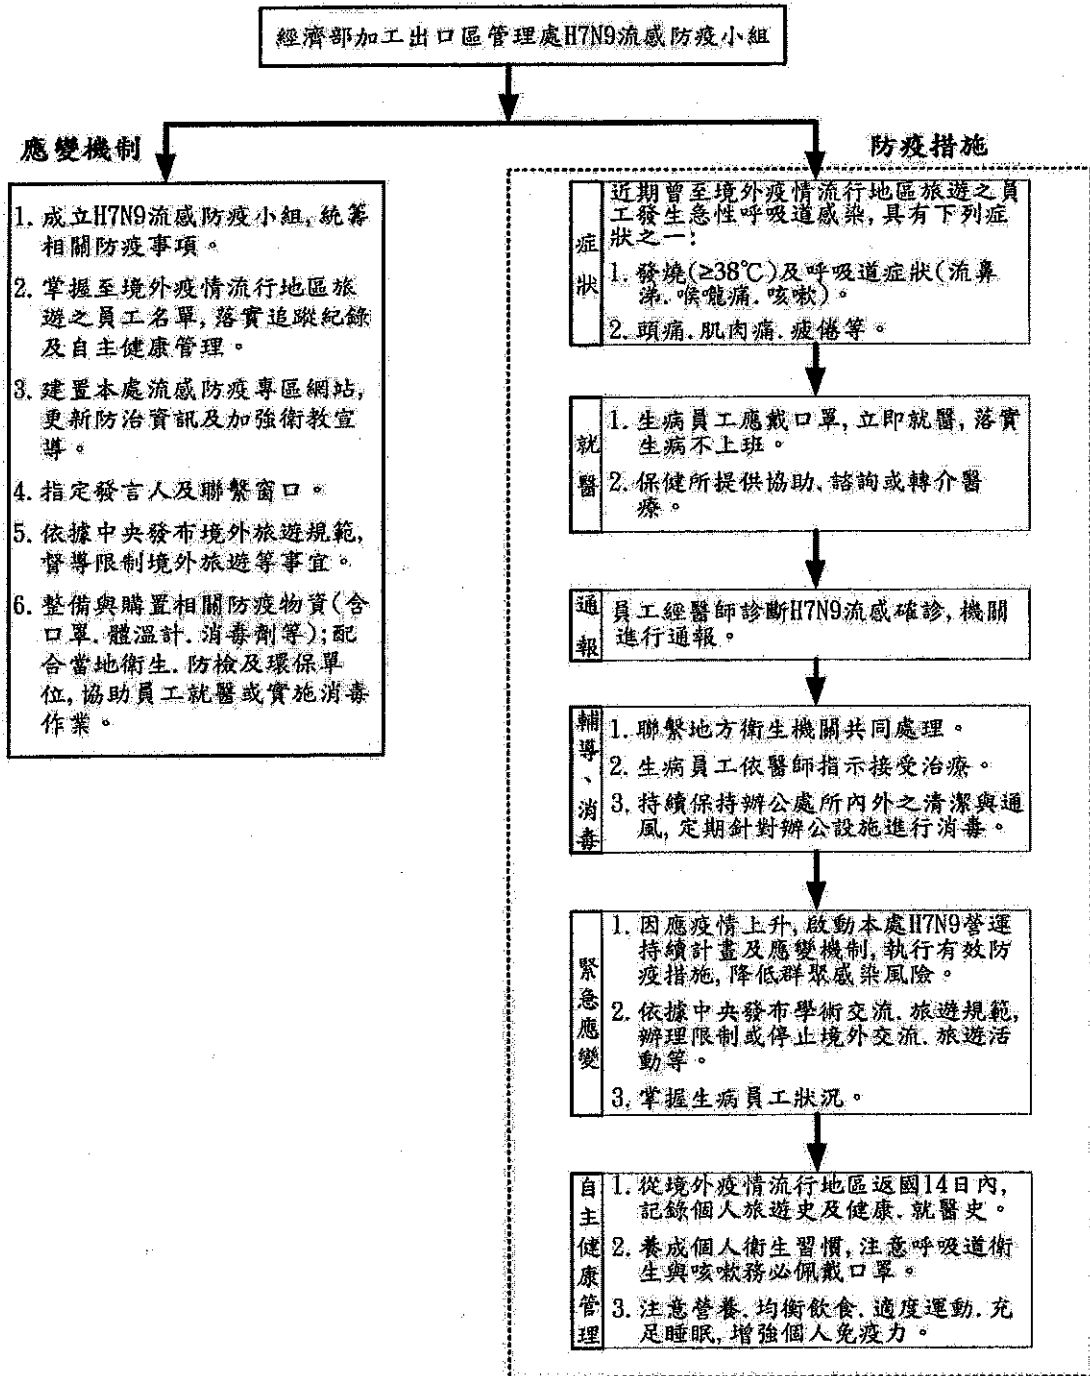 經濟部加工出口區管理處H7N9流感防疫小組
應變機制
1. 成立H7N9流感防疫小組,統籌
相關防疫事項。
2. 掌握至境外疫情流行地區旅
遊之員工名單,落實追蹤紀錄
及自主健康管理。
3. 建置本處流感防疫專區網站,
更新防治資訊及加強衛教宣
導。
4. 指定發言人及聯繫窗口。
5. 依據中央發布境外旅遊規範,
督導限制境外旅遊等事宜。
6. 整備與購置相關防疫物資(含
口罩.體溫計.消毒劑等);配
合當地衛生.防檢及環保單
位,協助員工就醫或實施消毒
作業。
防疫措施
症狀
近期曾至境外疫情流行地區旅遊之員
工發生急性呼吸道感染,具有下列症
狀之一:
1. 發燒(≥38℃)及呼吸道症狀(流鼻
涕.喉嚨痛.咳嗽)。
2. 頭痛.肌肉痛.疲倦等。
就醫
1. 生病員工應戴口罩,立即就醫,落實
生病不上班。
2. 保健所提供協助、諮詢或轉介醫
療。
通報
員工經醫師診斷H7N9流感確診,機關
進行通報。
輔導、消毒
1. 聯繫地方衛生機關共同處理。
2. 生病員工依醫師指示接受治療。
3. 持續保持辦公處所內外之清潔與通
風,定期針對辦公設施進行消毒。
緊急應變
1. 因應疫情上升,啟動本處H7N9營運
持續計畫及應變機制,執行有效防
疫措施,降低群聚感染風險。
2. 依據中央發布學術交流.旅遊規範,
辦理限制或停止境外交流.旅遊活
動等。
3. 掌握生病員工狀況。
自主健康管理
1. 從境外疫情流行地區返國14日內,
記錄個人旅遊史及健康.就醫史。
2. 養成個人衛生習慣,注意呼吸道衛
生與咳嗽務必佩戴口罩。
3. 注意營養.均衡飲食.適度運動.充
足睡眠,增強個人免疫力。